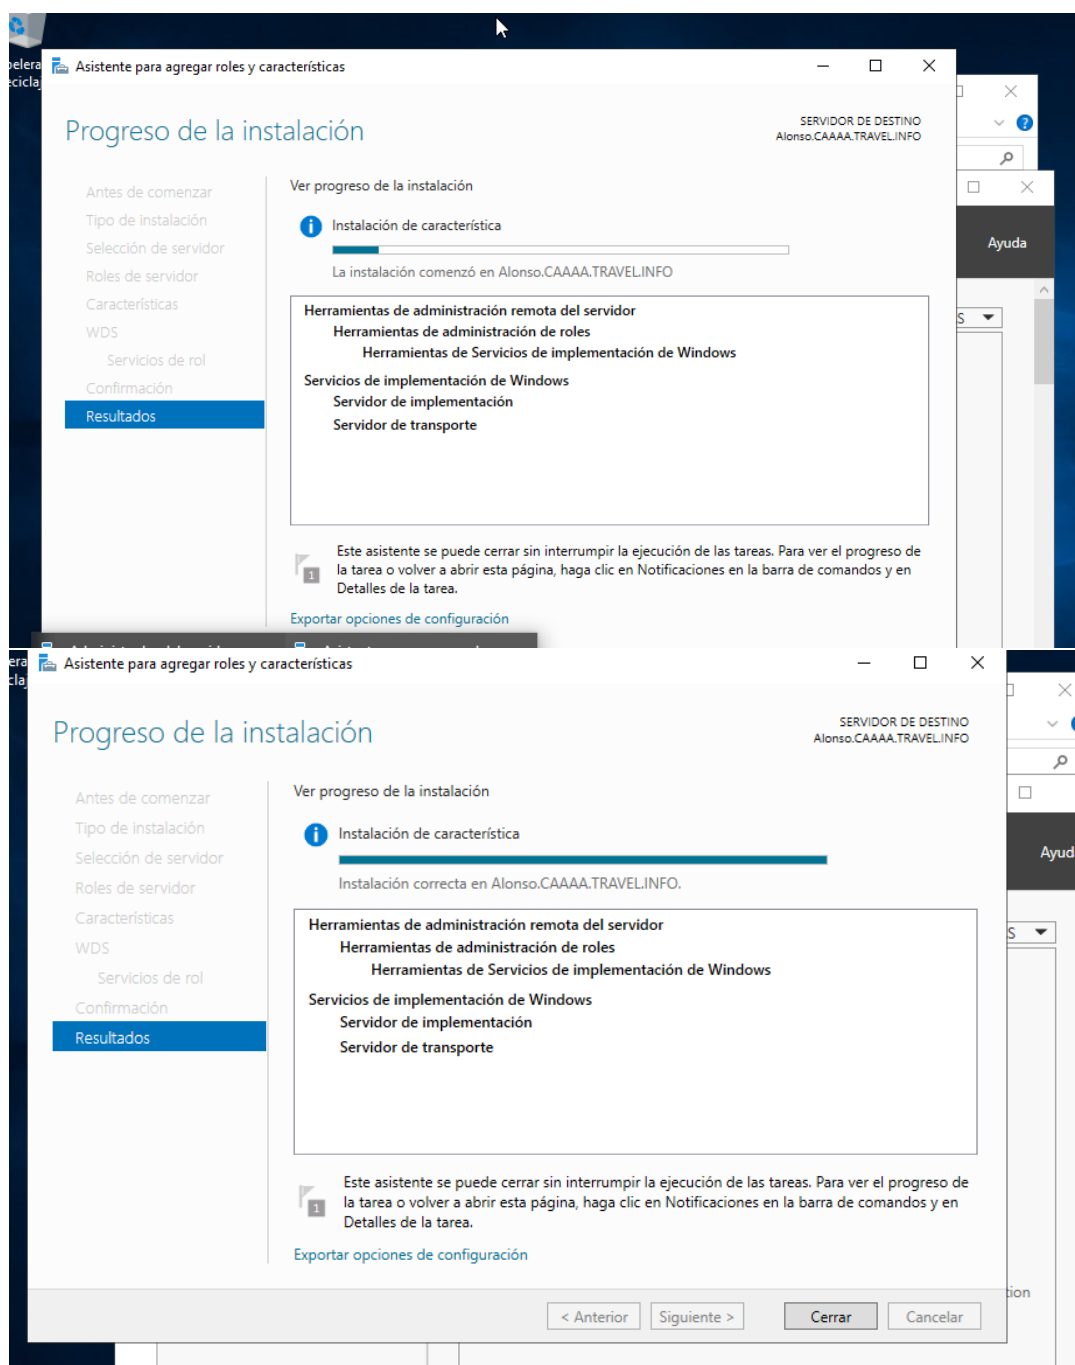 Asistente para agregar roles y características
Progreso de la instalación
SERVIDOR DE DESTINO
Alonso.CAAAA.TRAVEL.INFO
Antes de comenzar
Tipo de instalación
Selección de servidor
Roles de servidor
Características
WDS
Servicios de rol
Confirmación
Resultados
Ver progreso de la instalación
Instalación de característica
La instalación comenzó en Alonso.CAAAA.TRAVEL.INFO
Herramientas de administración remota del servidor
Herramientas de administración de roles
Herramientas de Servicios de implementación de Windows
Servicios de implementación de Windows
Servidor de implementación
Servidor de transporte
1
Este asistente se puede cerrar sin interrumpir la ejecución de las tareas. Para ver el progreso de
la tarea o volver a abrir esta página, haga clic en Notificaciones en la barra de comandos y en
Detalles de la tarea.
Exportar opciones de configuración
Ayuda
Asistente para agregar roles y características
Progreso de la instalación
SERVIDOR DE DESTINO
Alonso.CAAAA.TRAVEL.INFO
Antes de comenzar
Tipo de instalación
Selección de servidor
Roles de servidor
Características
WDS
Servicios de rol
Confirmación
Resultados
Ver progreso de la instalación
Instalación de característica
Instalación correcta en Alonso.CAAAA.TRAVEL.INFO.
Herramientas de administración remota del servidor
Herramientas de administración de roles
Herramientas de Servicios de implementación de Windows
Servicios de implementación de Windows
Servidor de implementación
Servidor de transporte
1
Este asistente se puede cerrar sin interrumpir la ejecución de las tareas. Para ver el progreso de
la tarea o volver a abrir esta página, haga clic en Notificaciones en la barra de comandos y en
Detalles de la tarea.
Exportar opciones de configuración
< Anterior
Siguiente >
Cerrar
Cancelar
Ayud
tion